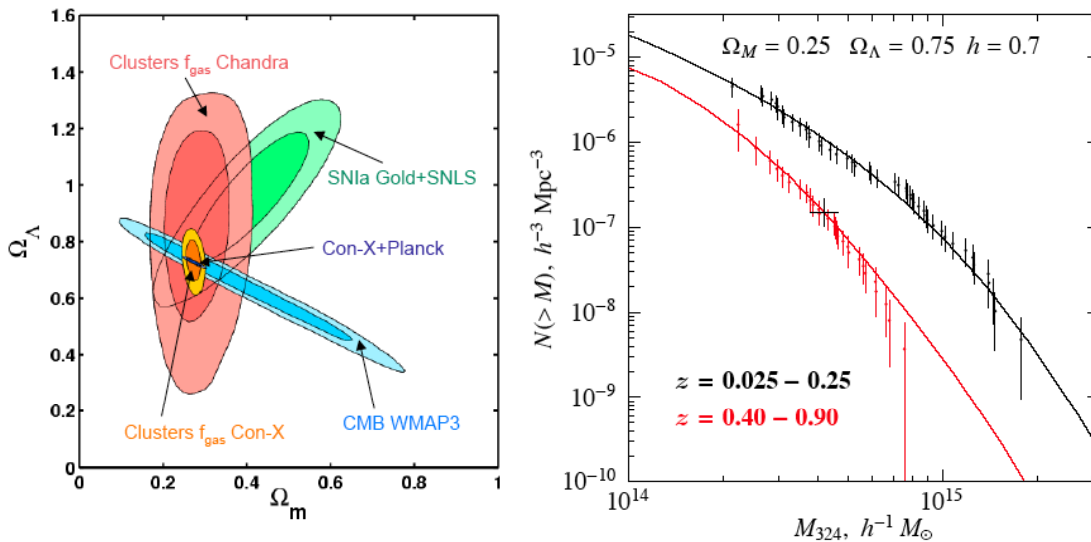 1.6
1.4
1.2
1
0.8
0.6
0.4
0.2
0
Ω_Λ
Clusters f_gas Chandra
SNIa Gold+SNLS
Con-X+Planck
Clusters f_gas Con-X
CMB WMAP3
0 0.2 0.4 0.6 0.8 1
Ω_m
Ω_M = 0.25 Ω_Λ = 0.75 h = 0.7
10^-5
10^-6
10^-7
10^-8
10^-9
10^-10
N(> M), h^-3 Mpc^-3
z = 0.025 – 0.25
z = 0.40 – 0.90
10^14 10^15
M_324, h^-1 M_⊙